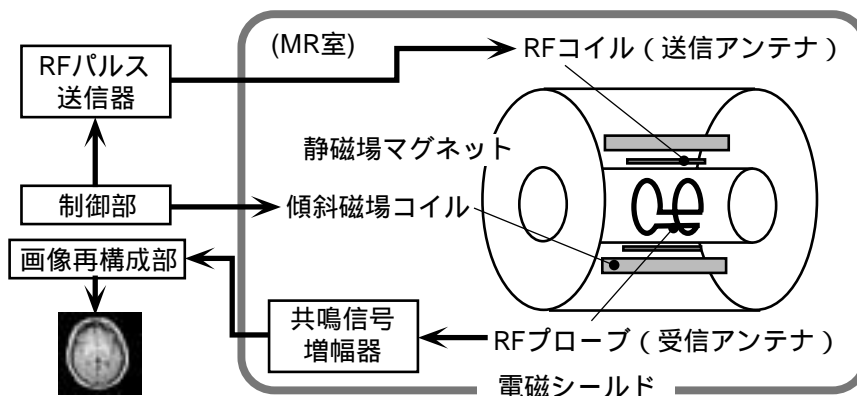 (MR室)
RFコイル（送信アンテナ）
RFパルス
送信器
静磁場マグネット
制御部
傾斜磁場コイル
画像再構成部
共鳴信号
増幅器
RFプローブ（受信アンテナ）
電磁シールド